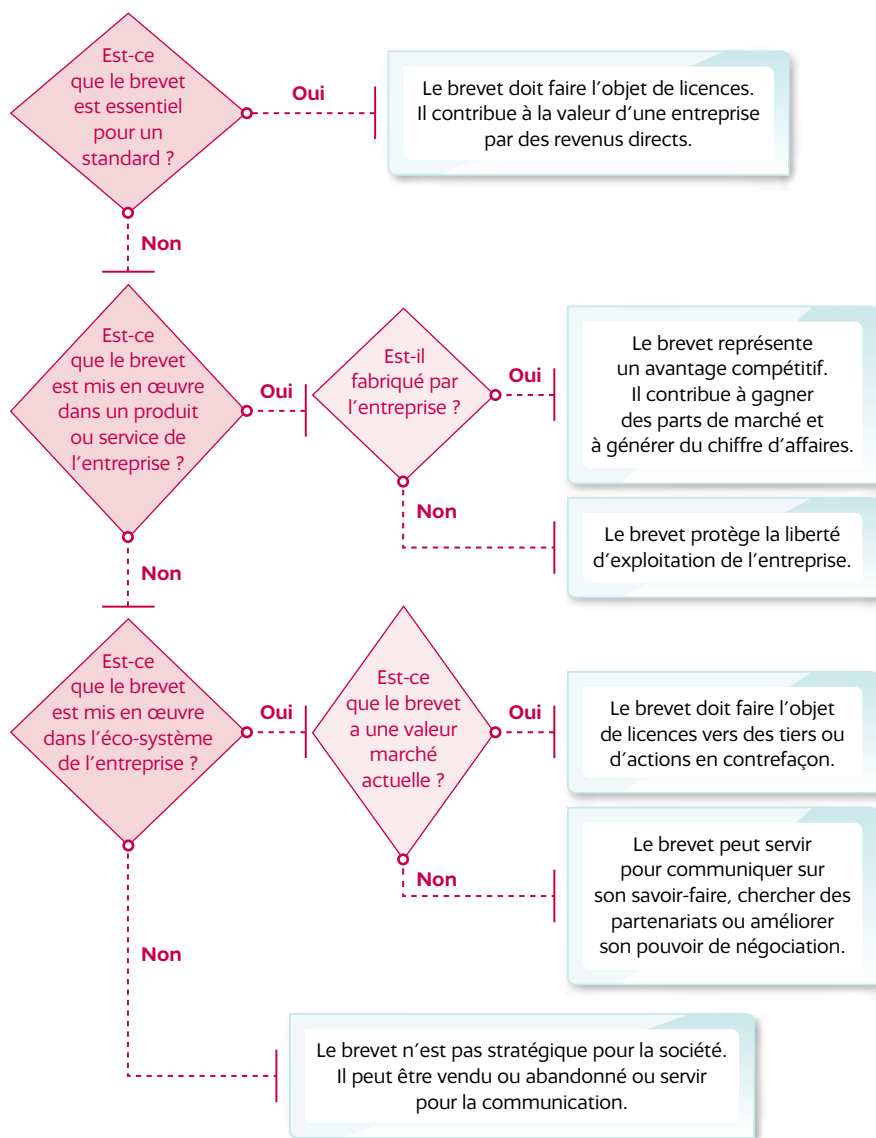 Est-ce
que le brevet
est essentiel
pour un
standard ?
Oui
Le brevet doit faire l’objet de licences.
Il contribue à la valeur d’une entreprise
par des revenus directs.
Non
Est-ce
que le brevet
est mis en œuvre
dans un produit
ou service de
l’entreprise ?
Oui
Est-il
fabriqué par
l’entreprise ?
Oui
Le brevet représente
un avantage compétitif.
Il contribue à gagner
des parts de marché et
à générer du chiffre d’affaires.
Non
Le brevet protège la liberté
d’exploitation de l’entreprise.
Non
Est-ce
que le brevet
est mis en œuvre
dans l’éco-système
de l’entreprise ?
Oui
Est-ce
que le brevet
a une valeur
marché
actuelle ?
Oui
Le brevet doit faire l’objet
de licences vers des tiers ou
d’actions en contrefaçon.
Non
Le brevet peut servir
pour communiquer sur
son savoir-faire, chercher des
partenariats ou améliorer
son pouvoir de négociation.
Non
Le brevet n’est pas stratégique pour la société.
Il peut être vendu ou abandonné ou servir
pour la communication.